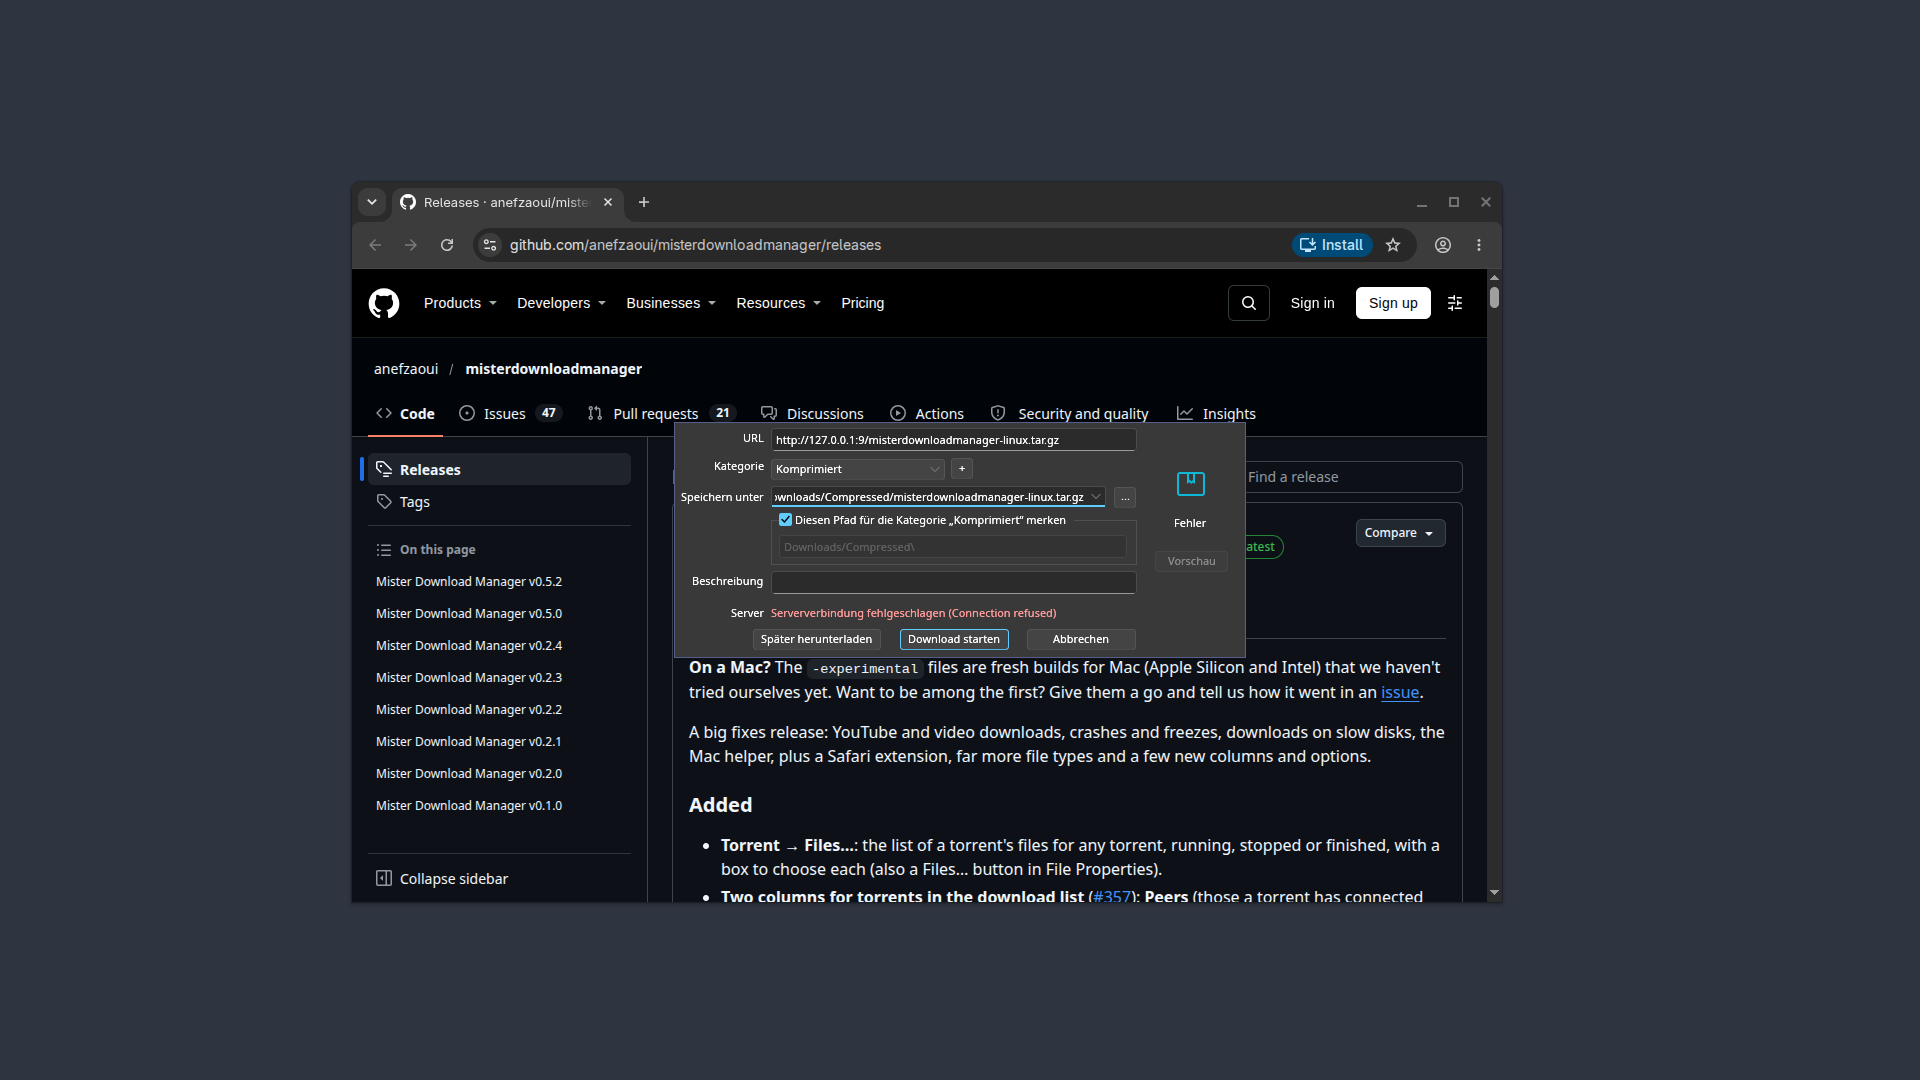 Releases · anefzaoui/miste
github.com/anefzaoui/misterdownloadmanager/releases
Install
Products
Developers
Businesses
Resources
Pricing
Sign in
Sign up
anefzaoui / misterdownloadmanager
Code
Issues 47
Pull requests 21
Discussions
Actions
Security and quality
Insights
Releases
Tags
On this page
Mister Download Manager v0.5.2
Mister Download Manager v0.5.0
Mister Download Manager v0.2.4
Mister Download Manager v0.2.3
Mister Download Manager v0.2.2
Mister Download Manager v0.2.1
Mister Download Manager v0.2.0
Mister Download Manager v0.1.0
Collapse sidebar
Find a release
atest
Compare
URL http://127.0.0.1:9/misterdownloadmanager-linux.tar.gz
Kategorie Komprimiert +
Speichern unter ownloads/Compressed/misterdownloadmanager-linux.tar.gz ...
Diesen Pfad für die Kategorie „Komprimiert“ merken
Downloads/Compressed\
Beschreibung
Server Serververbindung fehlgeschlagen (Connection refused)
Später herunterladen
Download starten
Abbrechen
Fehler
Vorschau
On a Mac? The -experimental files are fresh builds for Mac (Apple Silicon and Intel) that we haven't
tried ourselves yet. Want to be among the first? Give them a go and tell us how it went in an issue.
A big fixes release: YouTube and video downloads, crashes and freezes, downloads on slow disks, the
Mac helper, plus a Safari extension, far more file types and a few new columns and options.
Added
• Torrent → Files...: the list of a torrent's files for any torrent, running, stopped or finished, with a
box to choose each (also a Files... button in File Properties).
• Two columns for torrents in the download list (#357): Peers (those a torrent has connected